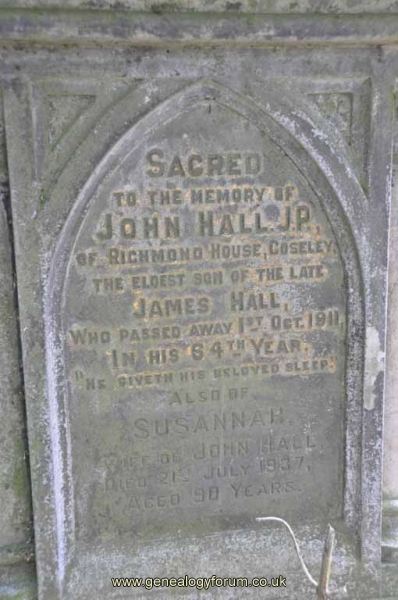 SACRED
TO THE MEMORY OF
JOHN HALL. J.P.
OF RICHMOND HOUSE, COSELEY,
THE ELDEST SON OF THE LATE
JAMES HALL,
WHO PASSED AWAY 1ST OCT. 1911,
IN HIS 64TH YEAR.
"HE GIVETH HIS BELOVED SLEEP."
ALSO OF
SUSANNAH,
WIFE OF JOHN HALL
DIED 21ST JULY 1937,
AGED 90 YEARS.
www.genealogyforum.co.uk